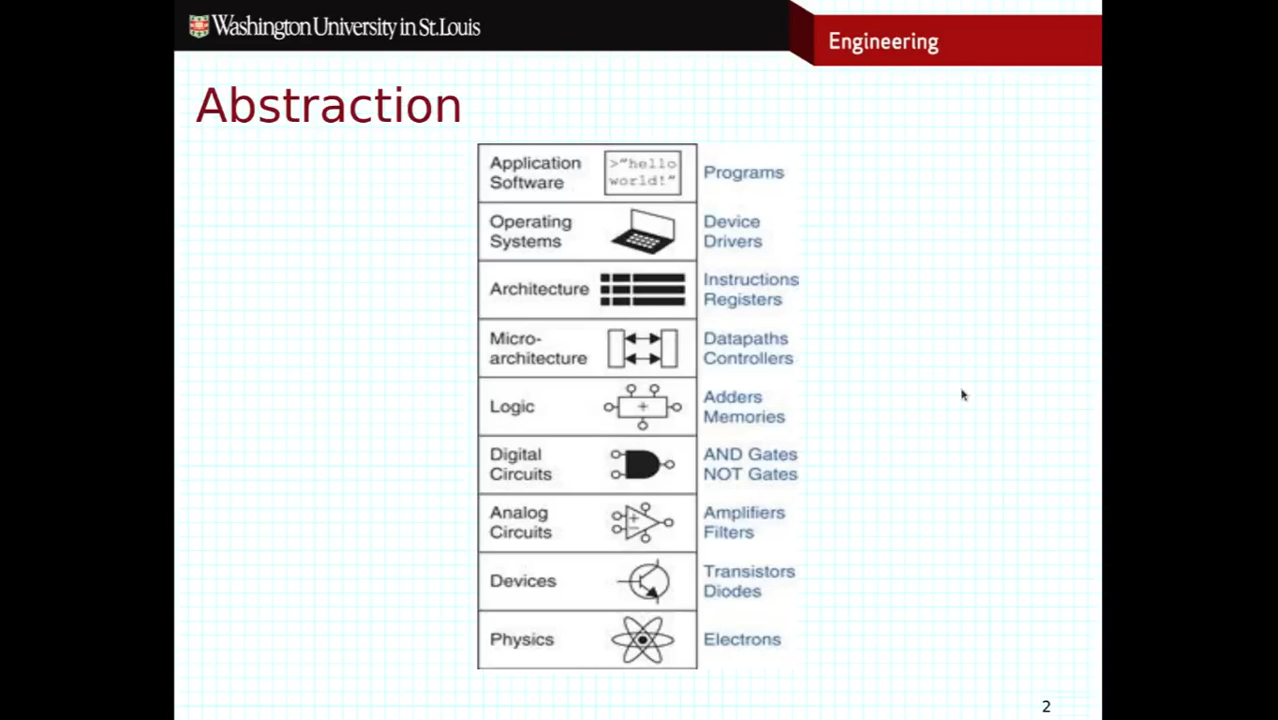 Washington University in St.Louis
Engineering
Abstraction
Application
Software
>"hello
world!"
Programs
Operating
Systems
Device
Drivers
Architecture
Instructions
Registers
Micro-
architecture
Datapaths
Controllers
Logic
+
Adders
Memories
Digital
Circuits
AND Gates
NOT Gates
Analog
Circuits
+
−
Amplifiers
Filters
Devices
Transistors
Diodes
Physics
Electrons
2